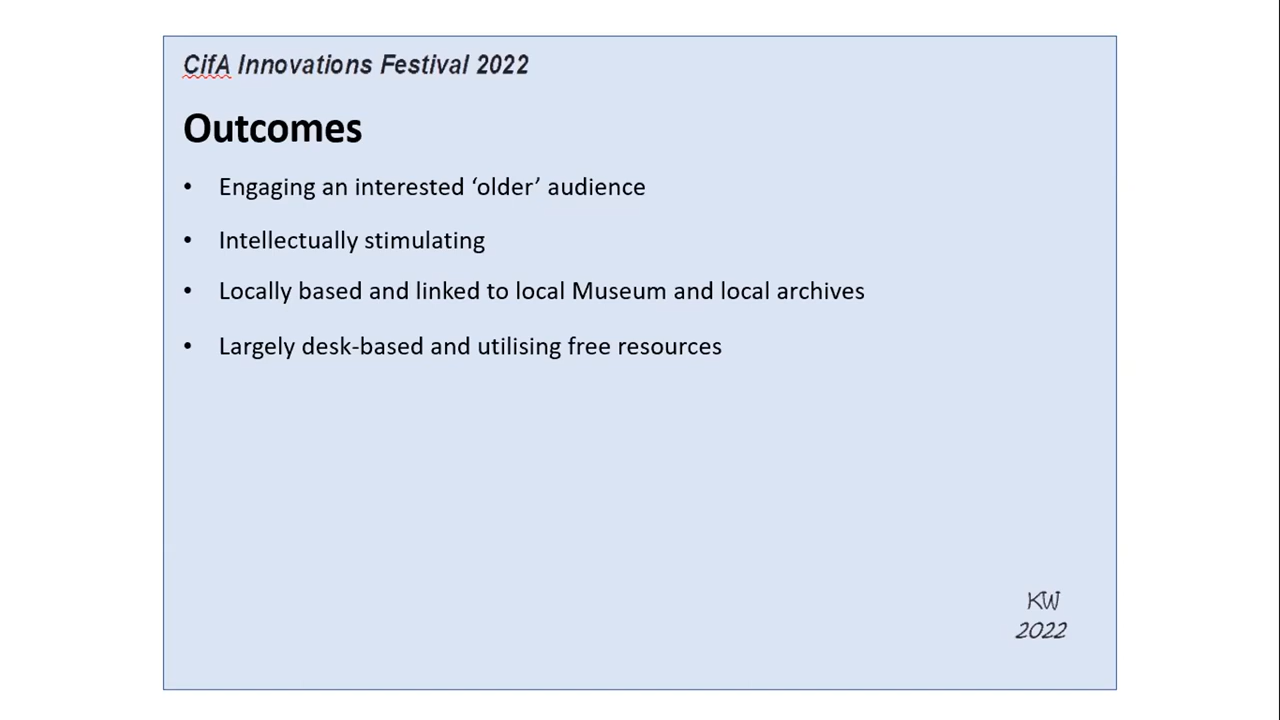 CifA Innovations Festival 2022
Outcomes
• Engaging an interested ‘older’ audience
• Intellectually stimulating
• Locally based and linked to local Museum and local archives
• Largely desk-based and utilising free resources
KW
2022